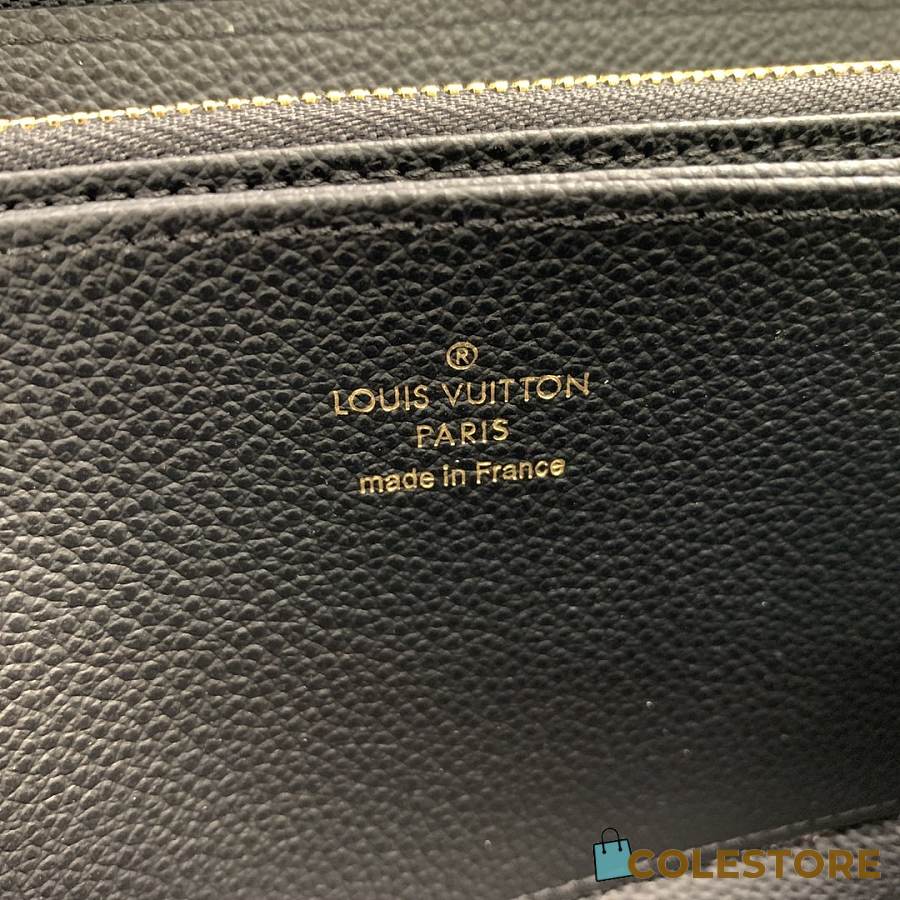 ®
LOUIS VUITTON
PARIS
made in France
COLESTORE